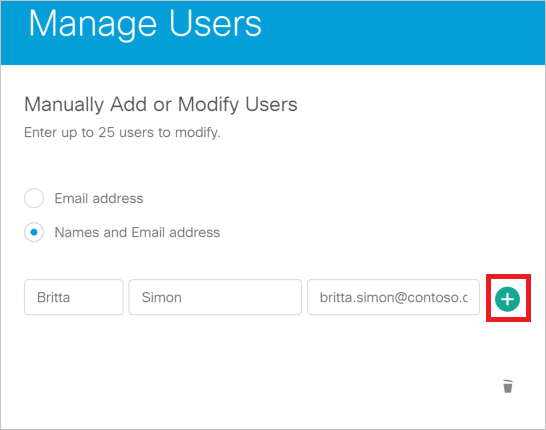 Manage Users
Manually Add or Modify Users
Enter up to 25 users to modify.
Email address
Names and Email address
Britta Simon britta.simon@contoso.c